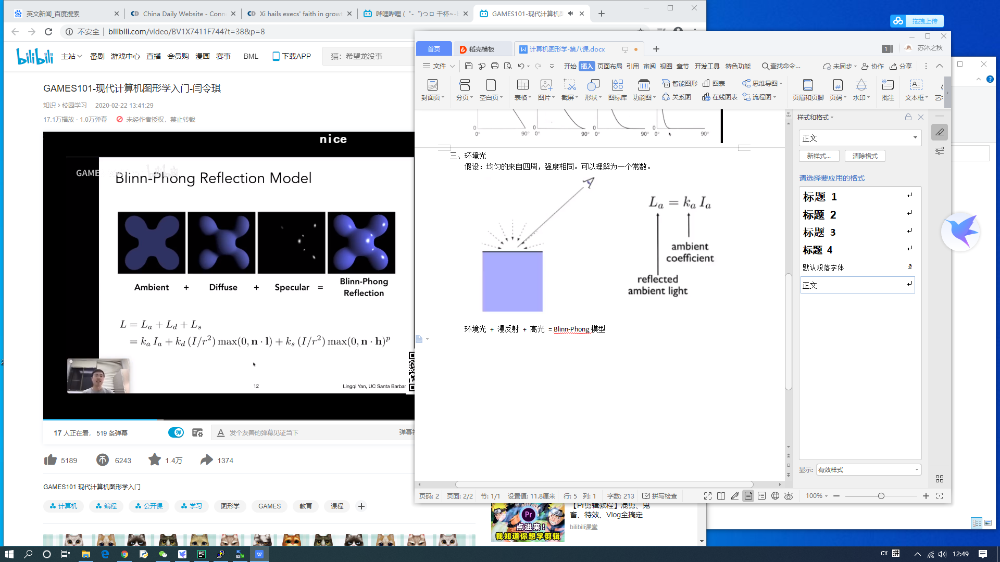 英文新闻_百度搜索
China Daily Website - Conn
Xi hails execs' faith in growt
哔哩哔哩 ( ゜- ゜)つロ 干杯~-
GAMES101-现代计算机图
不安全 | bilibili.com/video/BV1X7411F744?t=38&p=8
bilibili 主站 番剧 游戏中心 直播 会员购 漫画 赛事 BML 下载APP 猫：希望龙没事
GAMES101-现代计算机图形学入门-闫令琪
知识 > 校园学习 2020-02-22 13:41:29
17.1万播放 · 1.0万弹幕 未经作者授权，禁止转载
nice
GAME
Blinn-Phong Reflection Model
Ambient + Diffuse + Specular = Blinn-Phong Reflection
L = La + Ld + Ls
= ka Ia + kd (I/r²) max(0, n · l) + ks (I/r²) max(0, n · h)^p
12
Lingqi Yan, UC Santa Barbar
17 人正在看， 519 条弹幕
弹
发个友善的弹幕见证当下
弹幕
5189 6243 1.4万 1374
GAMES101 现代计算机图形学入门
计算机 编程 公开课 学习 图形学 GAMES 教育 课程
Pr
点进来！
我知道你想学剪辑
【Pr剪辑教程】混剪、鬼
畜、特效、Vlog全搞定
bilibili课堂
拖拽上传
首页 稻壳模板 计算机图形学-第八课.docx
1 苏沐之秋
文件 开始 插入 页面布局 引用 审阅 视图 章节 开发工具 特色功能 查找命令... 未同步 协作 分享
封面页 分页 空白页 表格 图片 截屏 形状 图标库 功能图 智能图形 图表 思维导图
关系图 在线图表 流程图 页眉和页脚 页码 水印 批注 文本框 艺
0 0 0 0
0° 90° 0° 90° 0° 90° 0° 90°
三、环境光
假设：均匀的来自四周，强度相同。可以理解为一个常数。
La = ka Ia
ambient
coefficient
reflected
ambient light
环境光 + 漫反射 + 高光 = Blinn-Phong 模型
样式和格式
正文
新样式... 清除格式
请选择要应用的格式
标题 1
标题 2
标题 3
标题 4
默认段落字体 a
正文
显示: 有效样式
页码: 2 页面: 2/2 节: 1/1 设置值: 11.8厘米 行: 5 列: 1 字数: 213 拼写检查 100%
CH 拼 12:49